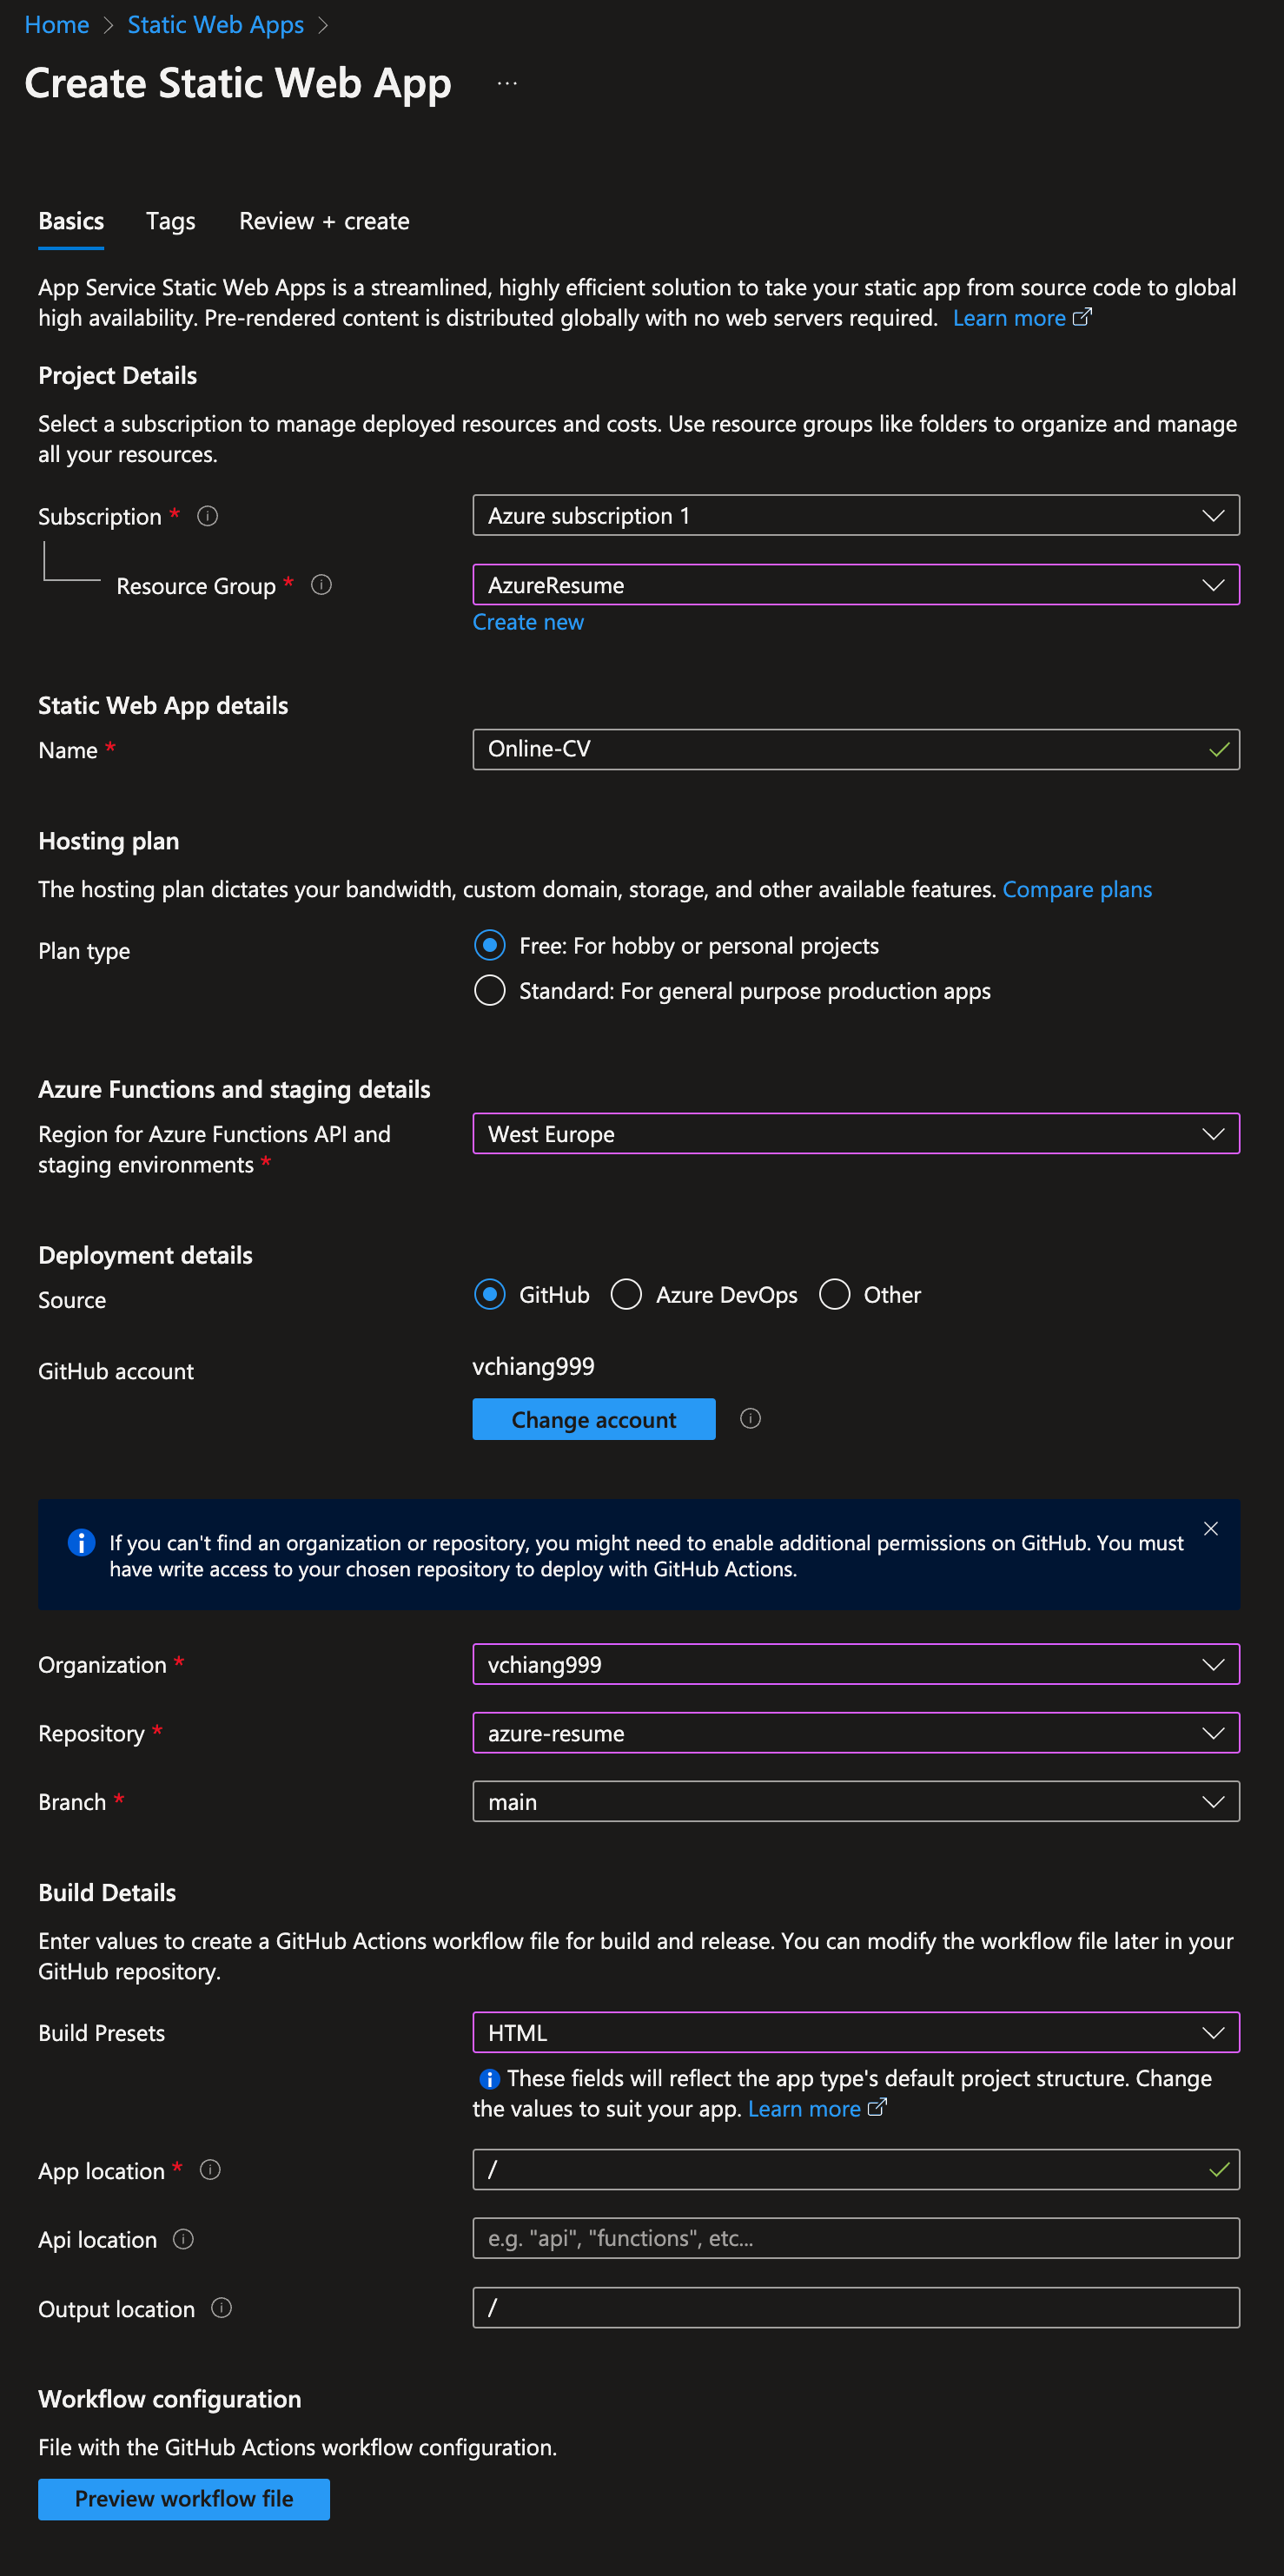 Home > Static Web Apps >
Create Static Web App ...
Basics Tags Review + create
App Service Static Web Apps is a streamlined, highly efficient solution to take your static app from source code to global
high availability. Pre-rendered content is distributed globally with no web servers required. Learn more
Project Details
Select a subscription to manage deployed resources and costs. Use resource groups like folders to organize and manage
all your resources.
Subscription * Azure subscription 1
Resource Group * AzureResume
Create new
Static Web App details
Name * Online-CV
Hosting plan
The hosting plan dictates your bandwidth, custom domain, storage, and other available features. Compare plans
Plan type Free: For hobby or personal projects
Standard: For general purpose production apps
Azure Functions and staging details
Region for Azure Functions API and West Europe
staging environments *
Deployment details
Source GitHub Azure DevOps Other
GitHub account vchiang999
Change account
If you can't find an organization or repository, you might need to enable additional permissions on GitHub. You must
have write access to your chosen repository to deploy with GitHub Actions.
Organization * vchiang999
Repository * azure-resume
Branch * main
Build Details
Enter values to create a GitHub Actions workflow file for build and release. You can modify the workflow file later in your
GitHub repository.
Build Presets HTML
These fields will reflect the app type's default project structure. Change
the values to suit your app. Learn more
App location * /
Api location e.g. "api", "functions", etc...
Output location /
Workflow configuration
File with the GitHub Actions workflow configuration.
Preview workflow file